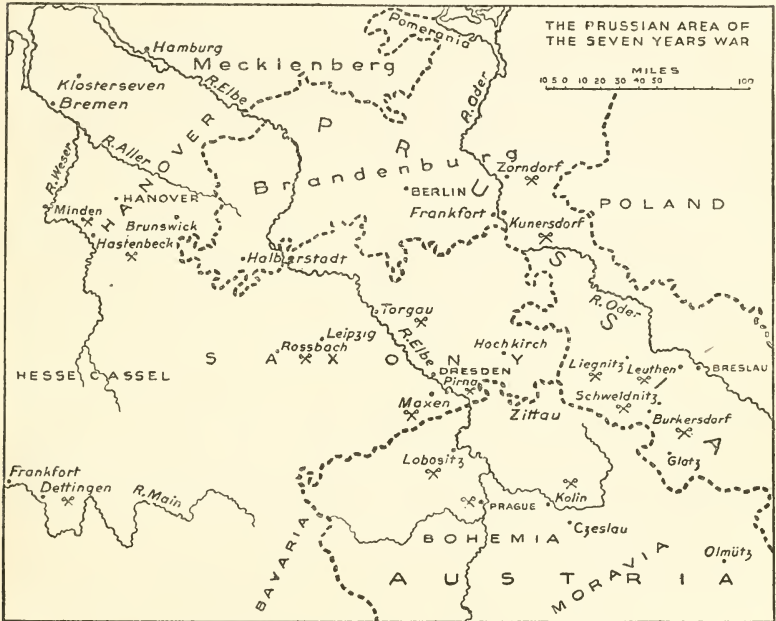 THE PRUSSIAN AREA OF
THE SEVEN YEARS WAR
MILES
10 5 0 10 20 30 40 50 100
Pomerania
Hamburg
Mecklenberg
R.Elbe
R.Oder
Klosterseven
Bremen
R.Aller
R.Weser
HANOVER
PRUSSIA
Brandenburg
Zorndorf
BERLIN
POLAND
HANOVER
Frankfort
Kunersdorf
Minden
Brunswick
Hastenbeck
Halberstadt
R.Oder
Torgau
Leipzig
R.Elbe
Rossbach
Hochkirch
SAXONY
Liegnitz
Leuthen
BRESLAU
HESSE CASSEL
DRESDEN
Pirna
Schweldnitz
Maxen
Zittau
Burkersdorf
Glatz
Lobositz
Frankfort
Dettingen
R.Main
Kolin
PRAGUE
Czeslau
BOHEMIA
BAVARIA
MORAVIA
Olmütz
AUSTRIA